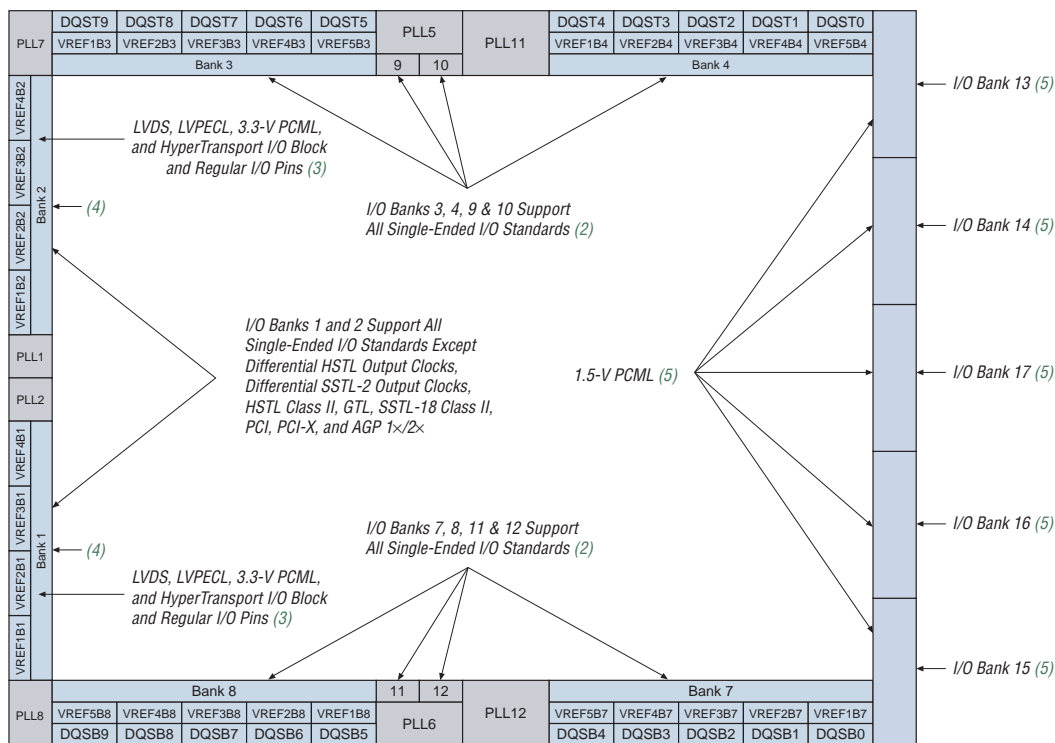 PLL7
DQST9 DQST8 DQST7 DQST6 DQST5
VREF1B3 VREF2B3 VREF3B3 VREF4B3 VREF5B3
Bank 3
PLL5
9 10
PLL11
DQST4 DQST3 DQST2 DQST1 DQST0
VREF1B4 VREF2B4 VREF3B4 VREF4B4 VREF5B4
Bank 4
VREF4B2
VREF3B2
VREF2B2
VREF1B2
Bank 2
LVDS, LVPECL, 3.3-V PCML,
and HyperTransport I/O Block
and Regular I/O Pins (3)
(4)
I/O Banks 3, 4, 9 & 10 Support
All Single-Ended I/O Standards (2)
I/O Bank 13 (5)
I/O Bank 14 (5)
PLL1
PLL2
I/O Banks 1 and 2 Support All
Single-Ended I/O Standards Except
Differential HSTL Output Clocks,
Differential SSTL-2 Output Clocks,
HSTL Class II, GTL, SSTL-18 Class II,
PCI, PCI-X, and AGP 1×/2×
1.5-V PCML (5)
I/O Bank 17 (5)
VREF4B1
VREF3B1
VREF2B1
VREF1B1
Bank 1
(4)
LVDS, LVPECL, 3.3-V PCML,
and HyperTransport I/O Block
and Regular I/O Pins (3)
I/O Banks 7, 8, 11 & 12 Support
All Single-Ended I/O Standards (2)
I/O Bank 16 (5)
I/O Bank 15 (5)
PLL8
Bank 8
VREF5B8 VREF4B8 VREF3B8 VREF2B8 VREF1B8
DQSB9 DQSB8 DQSB7 DQSB6 DQSB5
11 12
PLL6
PLL12
Bank 7
VREF5B7 VREF4B7 VREF3B7 VREF2B7 VREF1B7
DQSB4 DQSB3 DQSB2 DQSB1 DQSB0